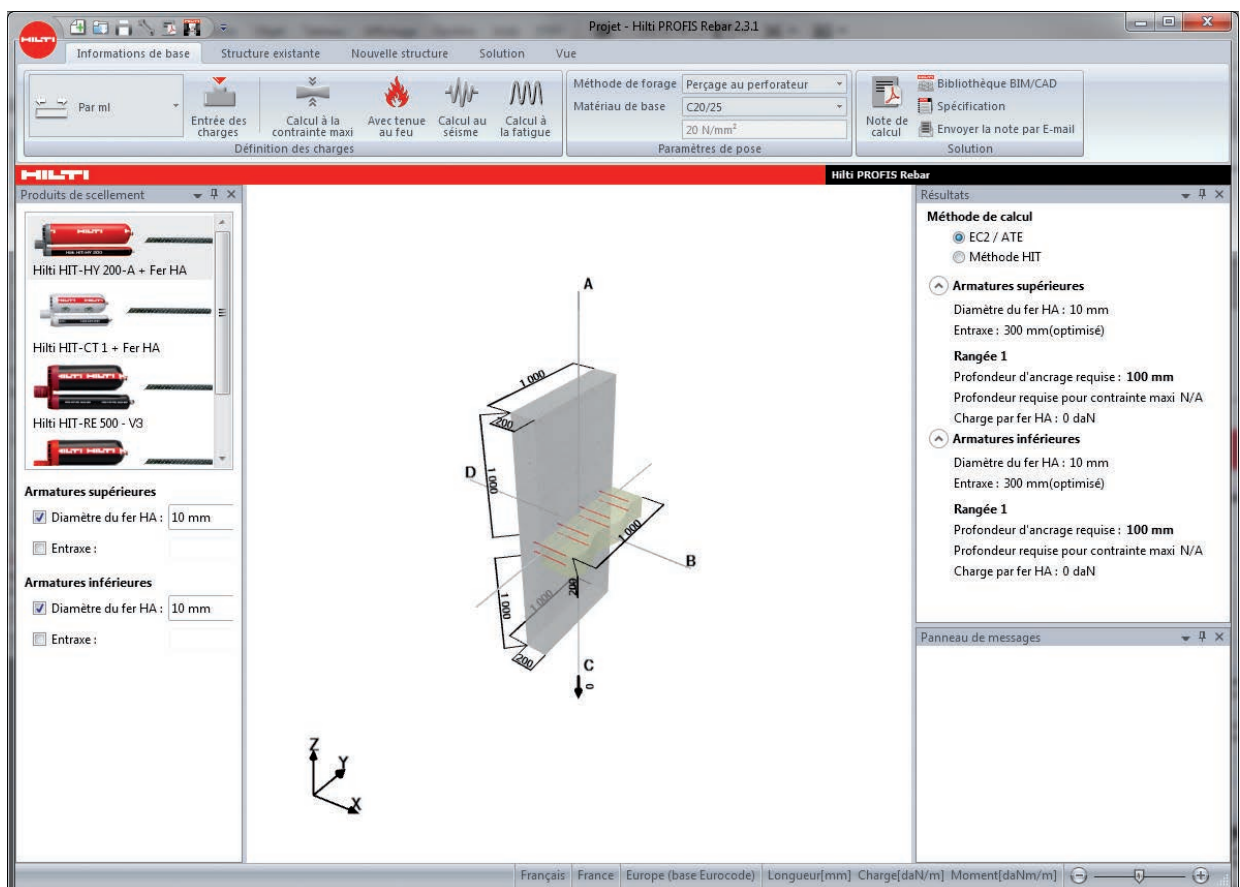 Projet - Hilti PROFIS Rebar 2.3.1
HILTI
Informations de base Structure existante Nouvelle structure Solution Vue
Par ml
Entrée des charges
Calcul à la contrainte maxi
Avec tenue au feu
Calcul au séisme
Calcul à la fatigue
Définition des charges
Méthode de forage Perçage au perforateur
Matériau de base C20/25
20 N/mm²
Paramètres de pose
Note de calcul
Bibliothèque BIM/CAD
Spécification
Envoyer la note par E-mail
Solution
HILTI
Hilti PROFIS Rebar
Produits de scellement
Hilti HIT-HY 200-A + Fer HA
Hilti HIT-CT 1 + Fer HA
Hilti HIT-RE 500 - V3
Armatures supérieures
Diamètre du fer HA : 10 mm
Entraxe :
Armatures inférieures
Diamètre du fer HA : 10 mm
Entraxe :
A
1 000
200
D
1 000
1 000
B
200
1 000
1 000
200
C
0
Z
Y
X
Résultats
Méthode de calcul
EC2 / ATE
Méthode HIT
Armatures supérieures
Diamètre du fer HA : 10 mm
Entraxe : 300 mm(optimisé)
Rangée 1
Profondeur d'ancrage requise : 100 mm
Profondeur requise pour contrainte maxi N/A
Charge par fer HA : 0 daN
Armatures inférieures
Diamètre du fer HA : 10 mm
Entraxe : 300 mm(optimisé)
Rangée 1
Profondeur d'ancrage requise : 100 mm
Profondeur requise pour contrainte maxi N/A
Charge par fer HA : 0 daN
Panneau de messages
Français France Europe (base Eurocode) Longueur[mm] Charge[daN/m] Moment[daNm/m]